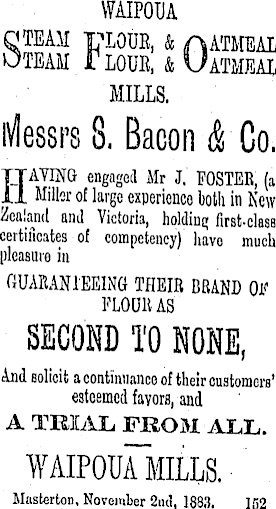 WAIPOUA
STEAM FLOUR, & OATMEAL
STEAM FLOUR, & OATMEAL
MILLS.
Messrs S. Bacon & Co.
HAVING engaged Mr J. FOSTER, (a
Miller of large experience both in New
Zealand and Victoria, holding first-class
certificates of competency) have much
pleasure in
GUARANTEEING THEIR BRAND OF
FLOUR AS
SECOND TO NONE,
And solicit a continuance of their customers'
esteemed favors, and
A TRIAL FROM ALL.
WAIPOUA MILLS.
Masterton, November 2nd, 1883. 152